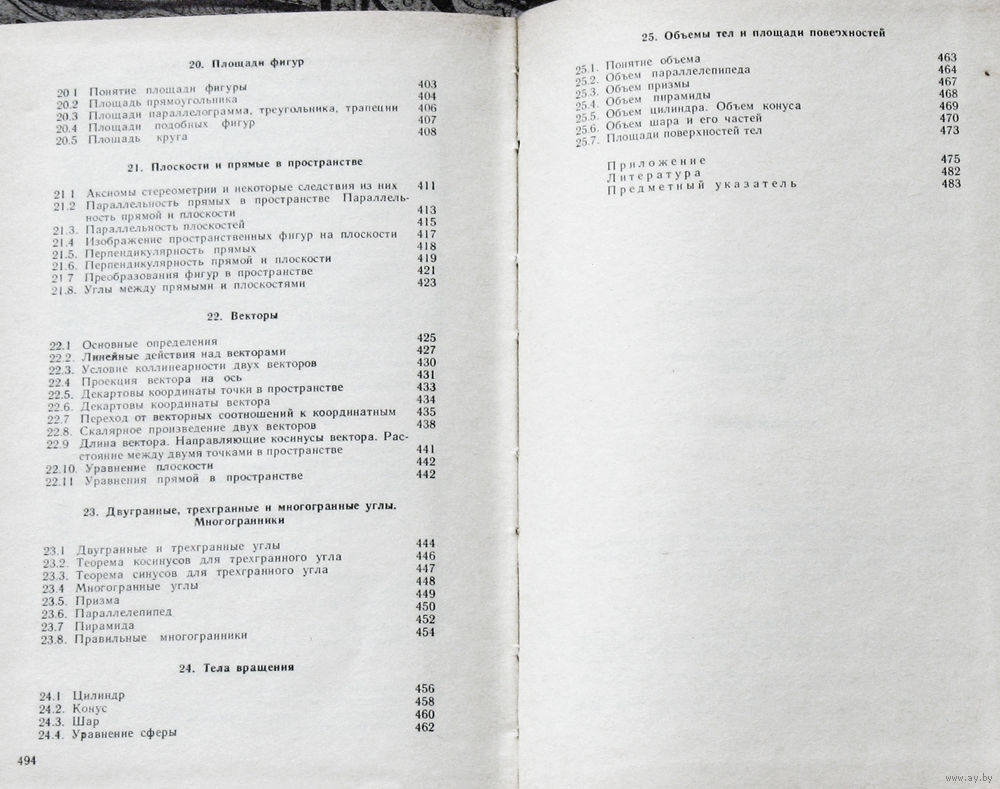 20. Площади фигур
20 1 Понятие площади фигуры 403
20.2 Площадь прямоугольника 404
20.3 Площади параллелограмма, треугольника, трапеции 406
20.4 Площади подобных фигур 407
20.5 Площадь круга 408
21. Плоскости и прямые в пространстве
21 1 Аксиомы стереометрии и некоторые следствия из них 411
21.2 Параллельность прямых в пространстве Параллель-
ность прямой и плоскости 413
21.3. Параллельность плоскостей 415
21.4 Изображение пространственных фигур на плоскости 417
21.5. Перпендикулярность прямых 418
21.6. Перпендикулярность прямой и плоскости 419
21 7 Преобразования фигур в пространстве 421
21.8. Углы между прямыми и плоскостями 423
22. Векторы
22.1 Основные определения 425
22.2. Линейные действия над векторами 427
22.3. Условие коллинеарности двух векторов 430
22.4 Проекция вектора на ось 431
22.5. Декартовы координаты точки в пространстве 433
22.6. Декартовы координаты вектора 434
22.7 Переход от векторных соотношений к координатным 435
22.8. Скалярное произведение двух векторов 438
22.9 Длина вектора. Направляющие косинусы вектора. Рас-
стояние между двумя точками в пространстве 441
22.10. Уравнение плоскости 442
22.11 Уравнения прямой в пространстве 442
23. Двугранные, трехгранные и многогранные углы.
Многогранники
23.1 Двугранные и трехгранные углы 444
23.2. Теорема косинусов для трехгранного угла 446
23.3. Теорема синусов для трехгранного угла 447
23.4 Многогранные углы 448
23.5. Призма 449
23.6. Параллелепипед 450
23.7 Пирамида 452
23.8. Правильные многогранники 454
24. Тела вращения
24.1 Цилиндр 456
24.2. Конус 458
24.3. Шар 460
24.4. Уравнение сферы 462
494
25. Объемы тел и площади поверхностей
25.1. Понятие объема 463
25.2. Объем параллелепипеда 464
25.3. Объем призмы 467
25.4. Объем пирамиды 468
25.5. Объем цилиндра. Объем конуса 469
25.6. Объем шара и его частей 470
25.7. Площади поверхностей тел 473
Приложение 475
Литература 482
Предметный указатель 483
www.ay.by